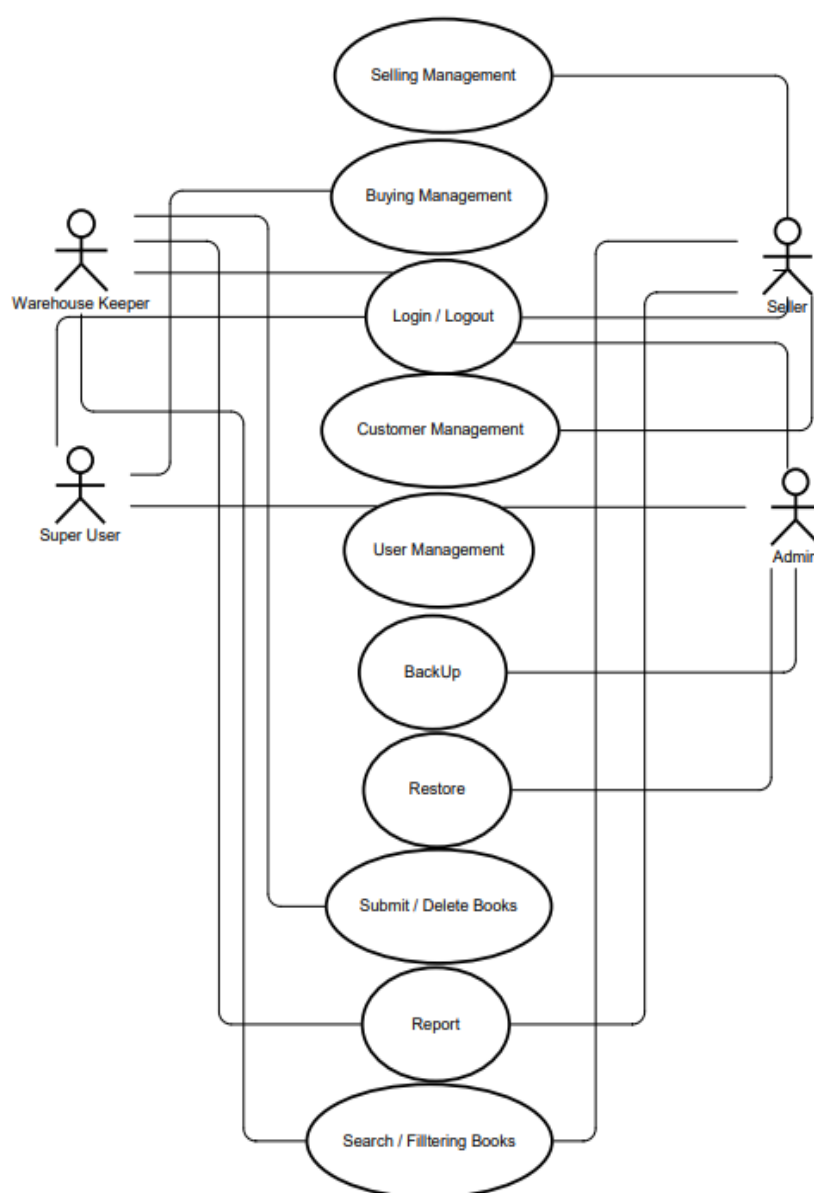 Selling Management
Buying Management
Warehouse Keeper
Login / Logout
Seller
Customer Management
Super User
User Management
Admin
BackUp
Restore
Submit / Delete Books
Report
Search / Filltering Books